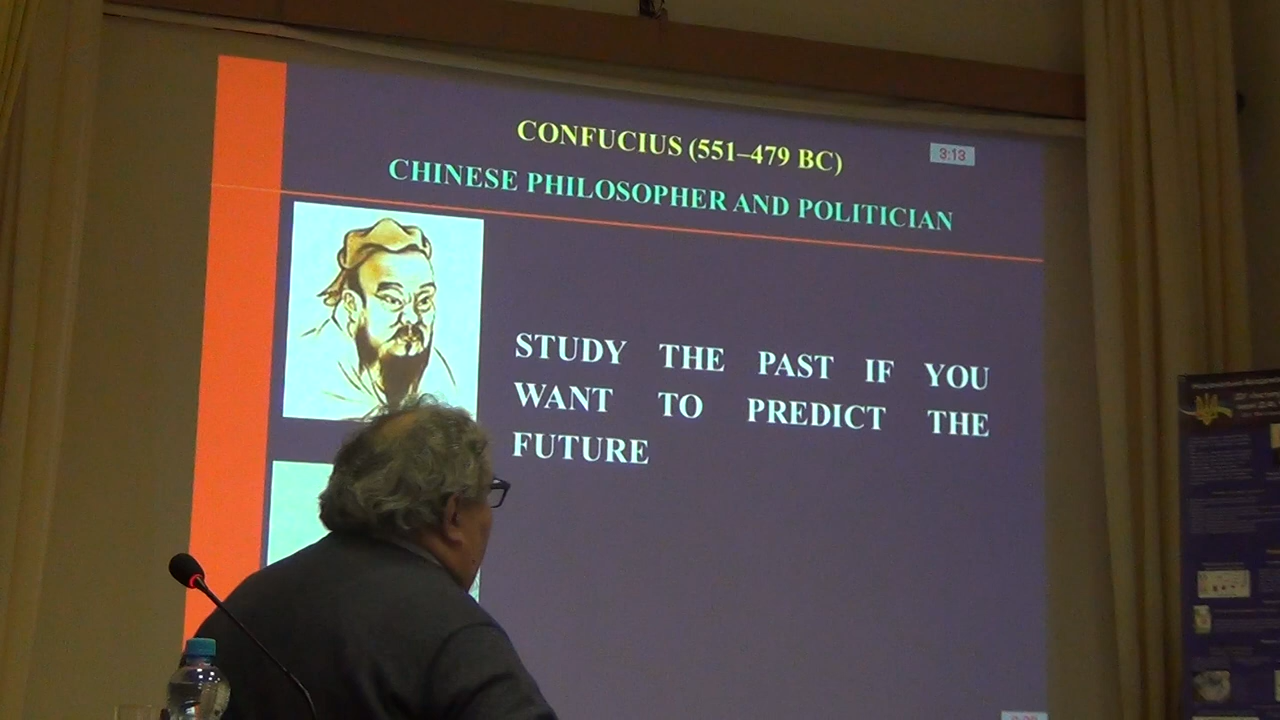 CONFUCIUS (551–479 BC)
3:13
CHINESE PHILOSOPHER AND POLITICIAN
STUDY THE PAST IF YOU
WANT TO PREDICT THE
FUTURE